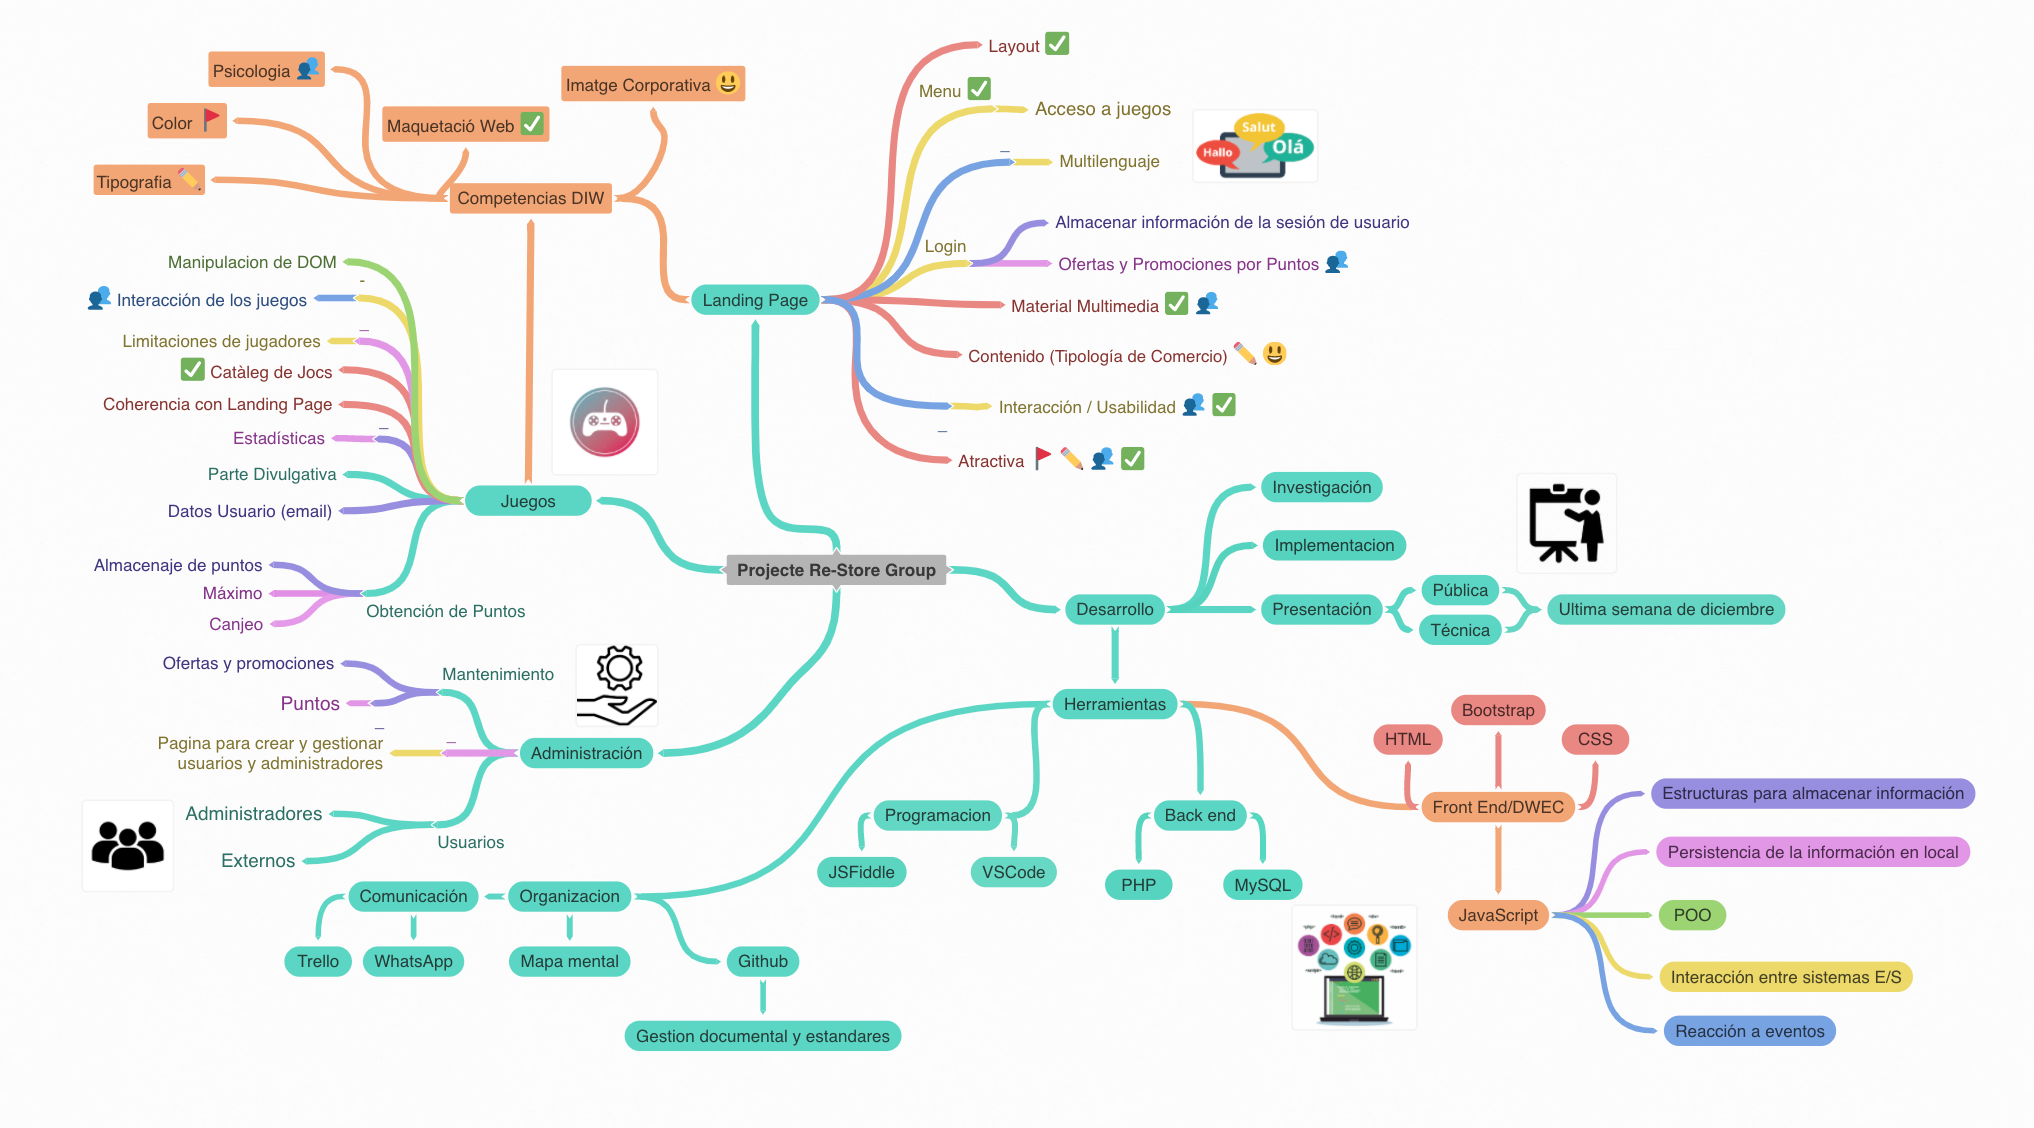 Psicologia
Color
Tipografia
Maquetació Web
Imatge Corporativa
Competencias DIW
Layout
Menu
Acceso a juegos
Multilenguaje
Salut
Hallo
Olá
Almacenar información de la sesión de usuario
Login
Ofertas y Promociones por Puntos
Landing Page
Material Multimedia
Contenido (Tipología de Comercio)
Interacción / Usabilidad
Atractiva
Manipulacion de DOM
Interacción de los juegos
Limitaciones de jugadores
Catàleg de Jocs
Coherencia con Landing Page
Estadísticas
Parte Divulgativa
Datos Usuario (email)
Juegos
Almacenaje de puntos
Máximo
Canjeo
Obtención de Puntos
Projecte Re-Store Group
Ofertas y promociones
Puntos
Mantenimiento
Pagina para crear y gestionar
usuarios y administradores
Administración
Administradores
Externos
Usuarios
Desarrollo
Investigación
Implementacion
Presentación
Pública
Técnica
Ultima semana de diciembre
Herramientas
Programacion
JSFiddle
VSCode
Back end
PHP
MySQL
Comunicación
Organizacion
Trello
WhatsApp
Mapa mental
Github
Gestion documental y estandares
Bootstrap
HTML
CSS
Front End/DWEC
JavaScript
Estructuras para almacenar información
Persistencia de la información en local
POO
Interacción entre sistemas E/S
Reacción a eventos